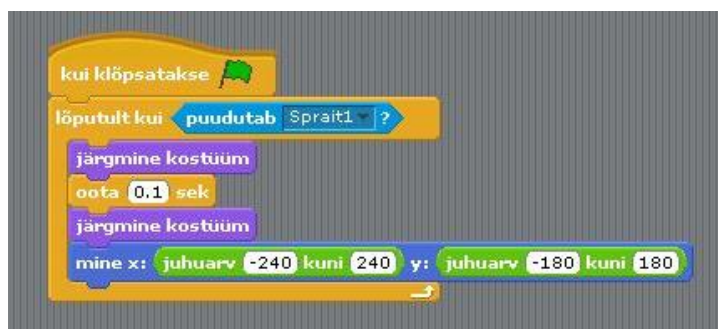 kui klõpsatakse
lõputult kui puudutab Sprait1 ?
järgmine kostüüm
oota 0.1 sek
järgmine kostüüm
mine x: juhuarv -240 kuni 240 y: juhuarv -180 kuni 180